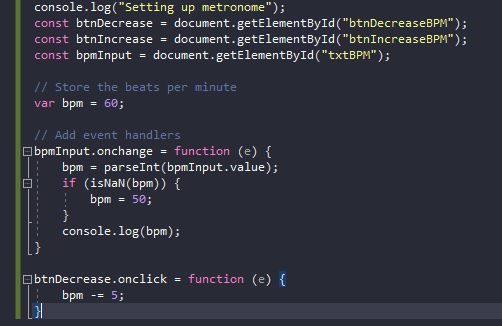 console.log("Setting up metronome");
const btnDecrease = document.getElementById("btnDecreaseBPM");
const btnIncrease = document.getElementById("btnIncreaseBPM");
const bpmInput = document.getElementById("txtBPM");
// Store the beats per minute
var bpm = 60;
// Add event handlers
bpmInput.onchange = function (e) {
bpm = parseInt(bpmInput.value);
if (isNaN(bpm)) {
bpm = 50;
}
console.log(bpm);
}
btnDecrease.onclick = function (e) {
bpm -= 5;
}